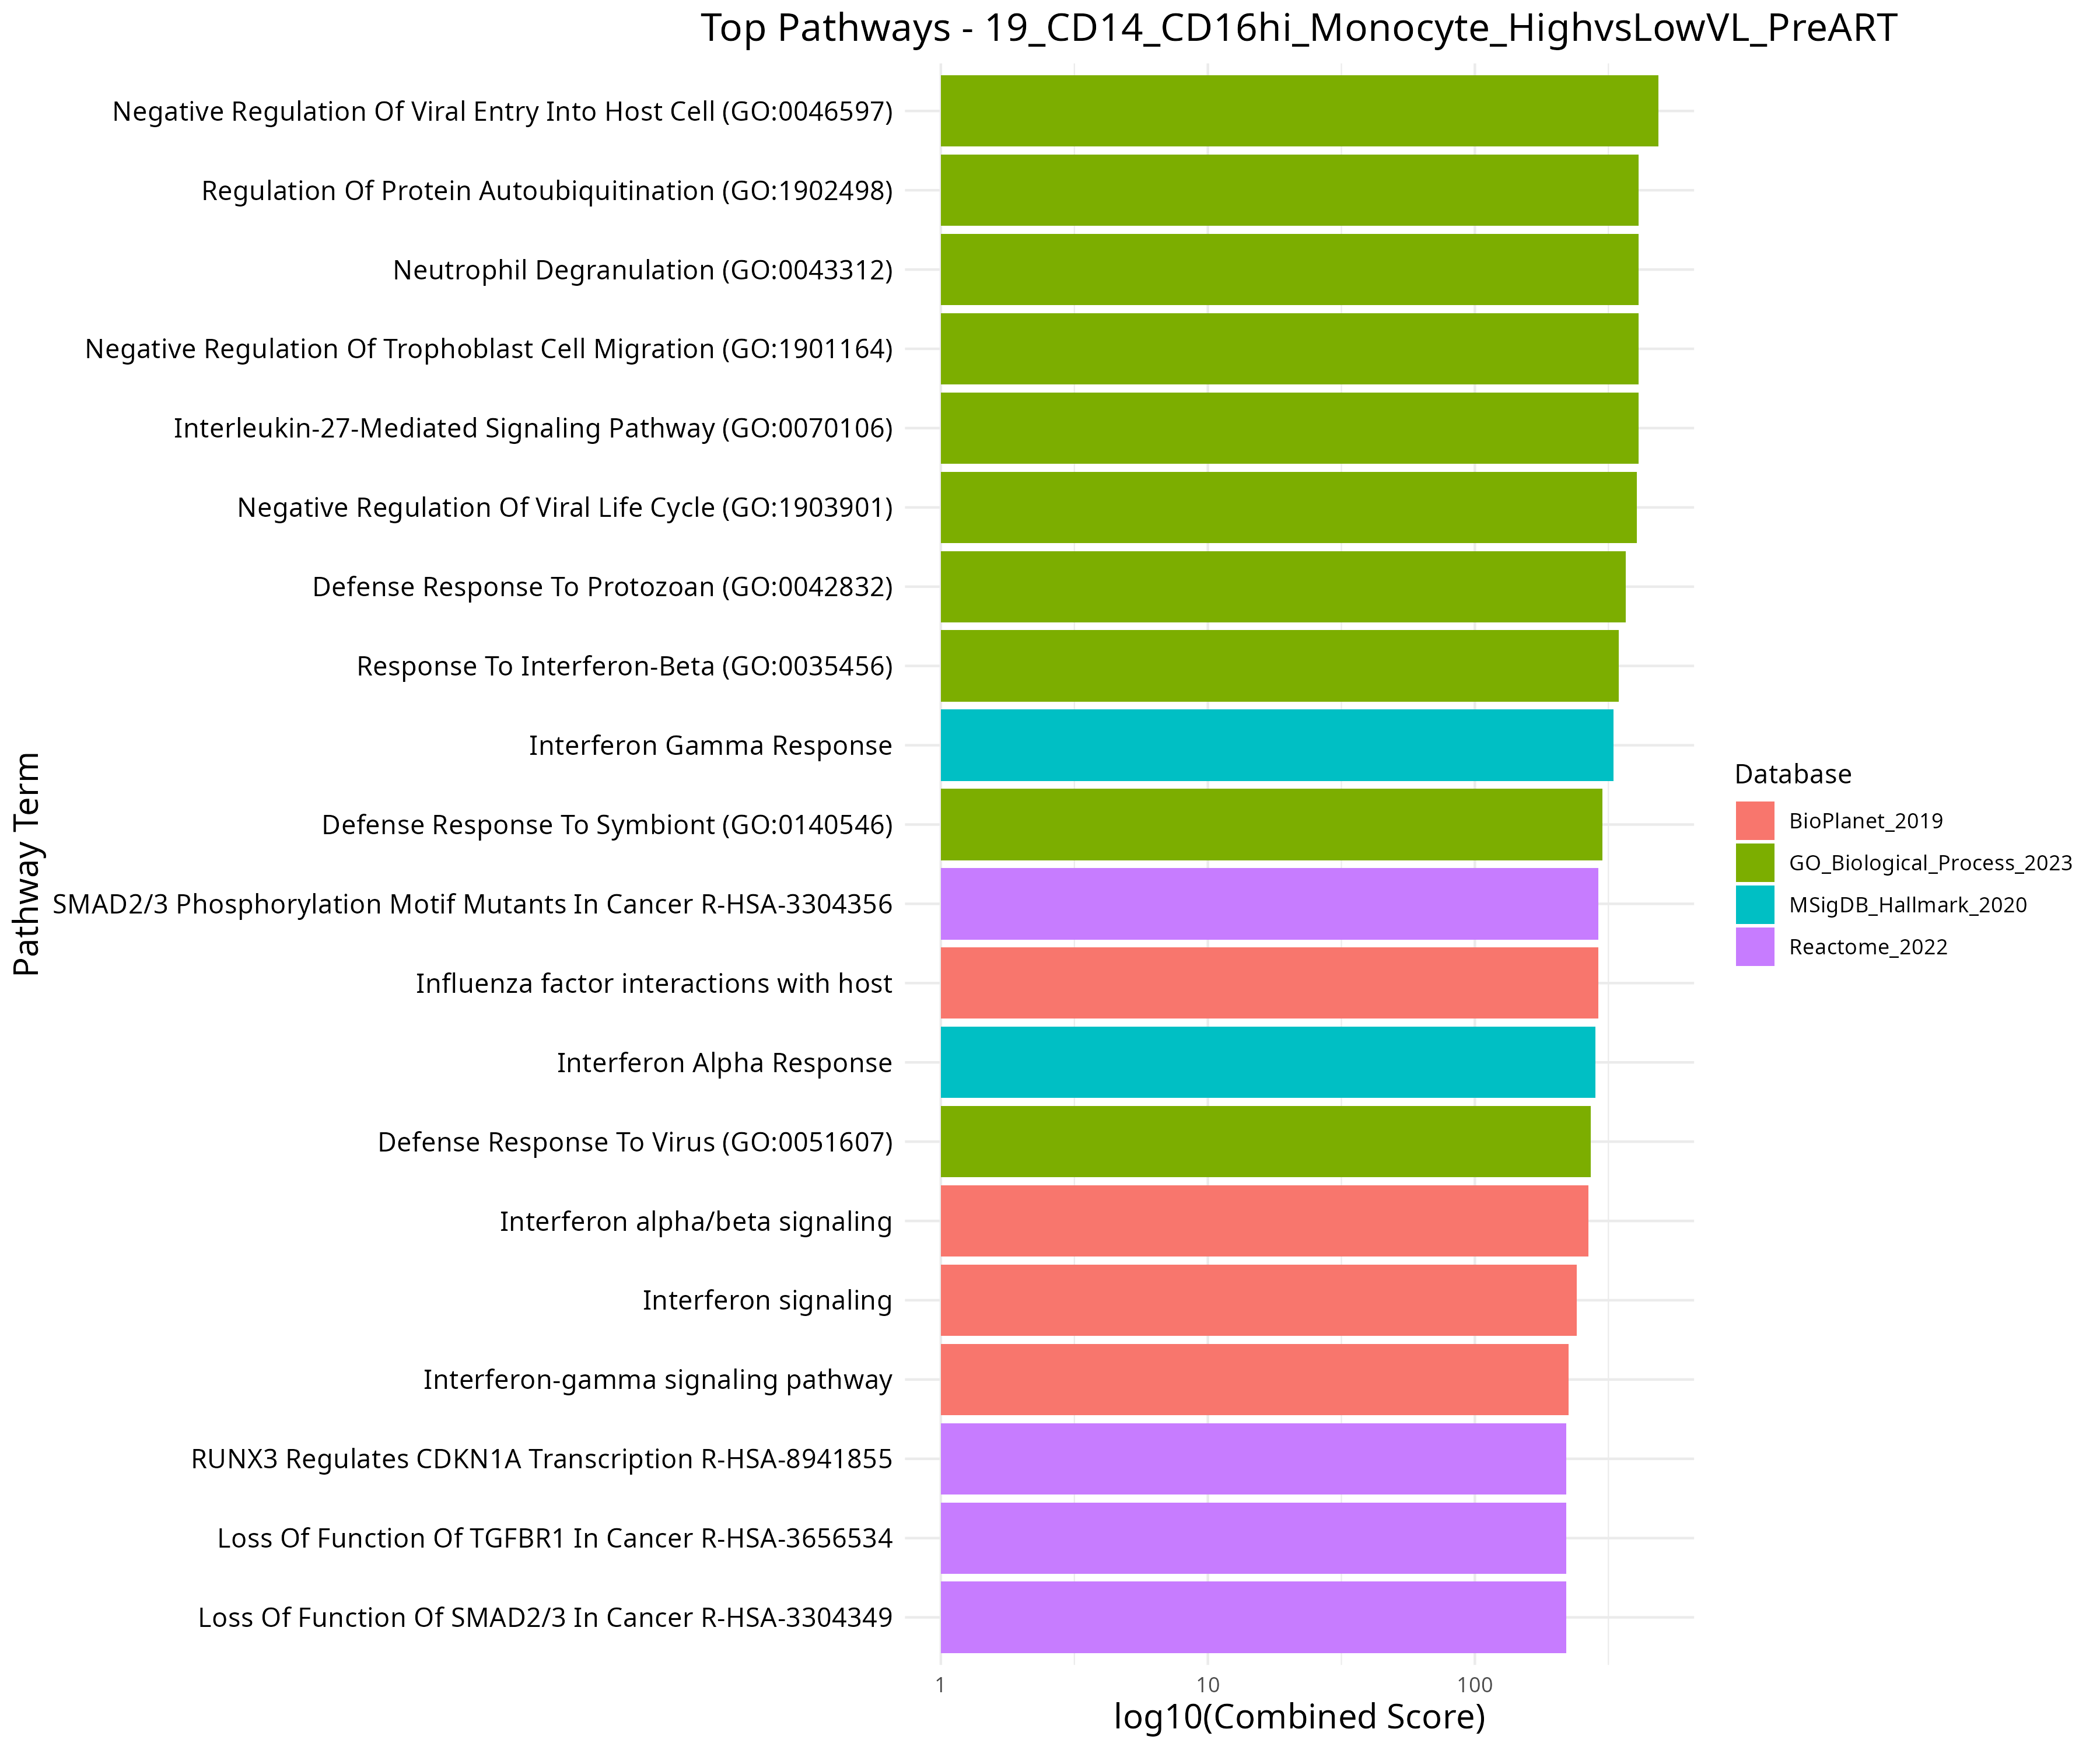 Top Pathways - 19_CD14_CD16hi_Monocyte_HighvsLowVL_PreART
Pathway Term
Negative Regulation Of Viral Entry Into Host Cell (GO:0046597)
Regulation Of Protein Autoubiquitination (GO:1902498)
Neutrophil Degranulation (GO:0043312)
Negative Regulation Of Trophoblast Cell Migration (GO:1901164)
Interleukin-27-Mediated Signaling Pathway (GO:0070106)
Negative Regulation Of Viral Life Cycle (GO:1903901)
Defense Response To Protozoan (GO:0042832)
Response To Interferon-Beta (GO:0035456)
Interferon Gamma Response
Defense Response To Symbiont (GO:0140546)
SMAD2/3 Phosphorylation Motif Mutants In Cancer R-HSA-3304356
Influenza factor interactions with host
Interferon Alpha Response
Defense Response To Virus (GO:0051607)
Interferon alpha/beta signaling
Interferon signaling
Interferon-gamma signaling pathway
RUNX3 Regulates CDKN1A Transcription R-HSA-8941855
Loss Of Function Of TGFBR1 In Cancer R-HSA-3656534
Loss Of Function Of SMAD2/3 In Cancer R-HSA-3304349
1 10 100
log10(Combined Score)
Database
BioPlanet_2019
GO_Biological_Process_2023
MSigDB_Hallmark_2020
Reactome_2022